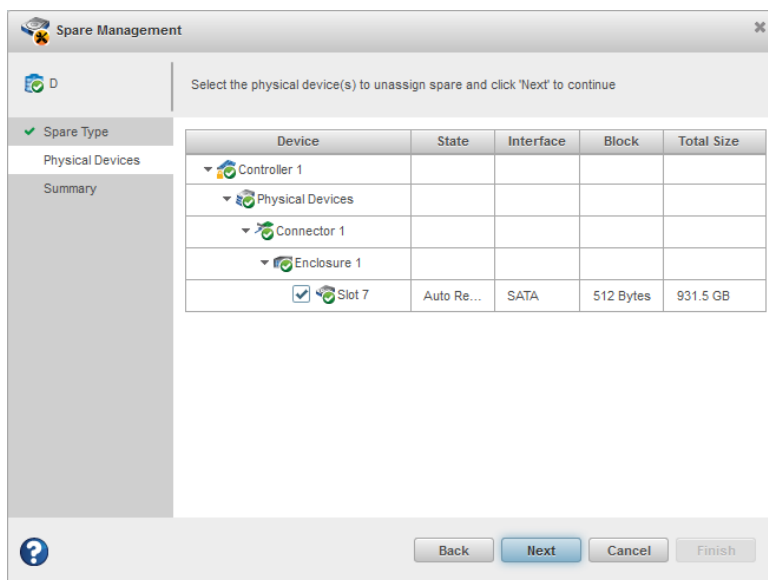 Spare Management
D
Select the physical device(s) to unassign spare and click 'Next' to continue
Spare Type
Physical Devices
Summary
Device State Interface Block Total Size
Controller 1
Physical Devices
Connector 1
Enclosure 1
Slot 7 Auto Re... SATA 512 Bytes 931.5 GB
? Back Next Cancel Finish